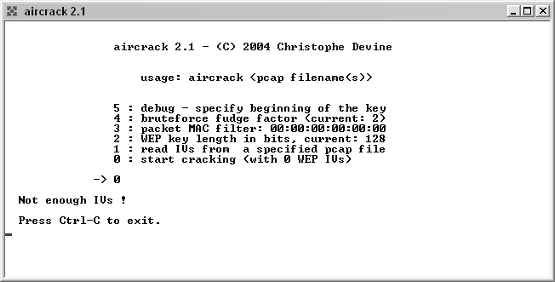 aircrack 2.1
aircrack 2.1 - (C) 2004 Christophe Devine
usage: aircrack <pcap filename(s)>
5 : debug - specify beginning of the key
4 : bruteforce fudge factor (current: 2)
3 : packet MAC filter: 00:00:00:00:00:00
2 : WEP key length in bits, current: 128
1 : read IVs from  a specified pcap file
0 : start cracking (with 0 WEP IVs)
-> 0
Not enough IVs !
Press Ctrl-C to exit.